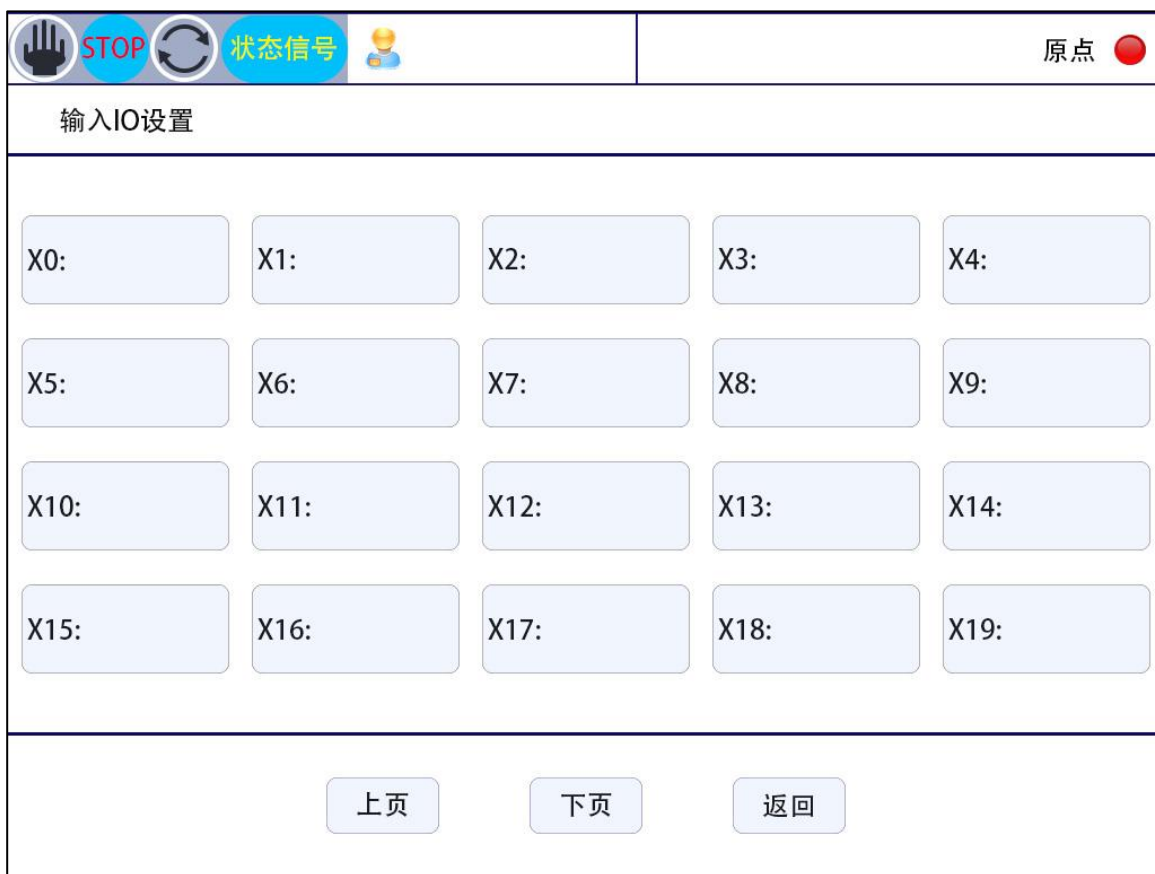 STOP 状态信号 原点
输入IO设置
X0: X1: X2: X3: X4:
X5: X6: X7: X8: X9:
X10: X11: X12: X13: X14:
X15: X16: X17: X18: X19:
上页 下页 返回